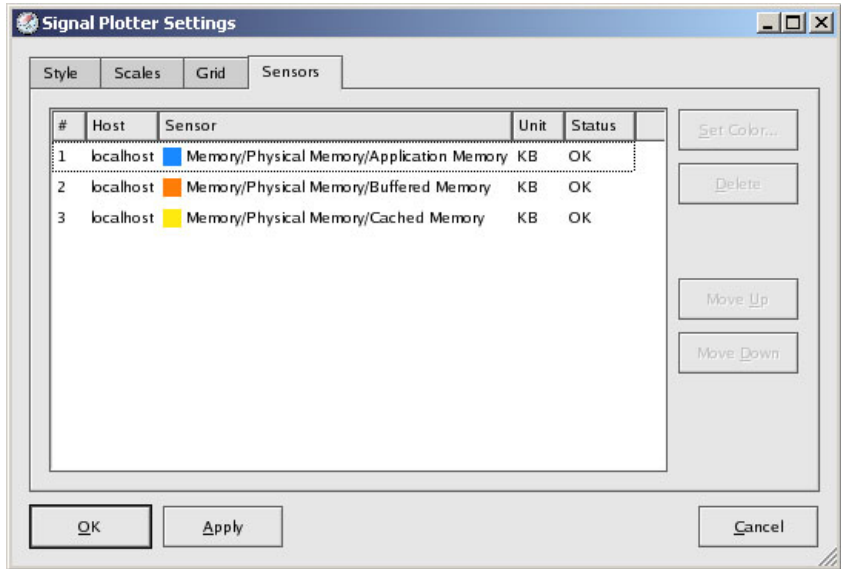 Signal Plotter Settings
Style Scales Grid Sensors
# Host Sensor Unit Status
1 localhost Memory/Physical Memory/Application Memory KB OK
2 localhost Memory/Physical Memory/Buffered Memory KB OK
3 localhost Memory/Physical Memory/Cached Memory KB OK
Set Color...
Delete
Move Up
Move Down
OK Apply Cancel